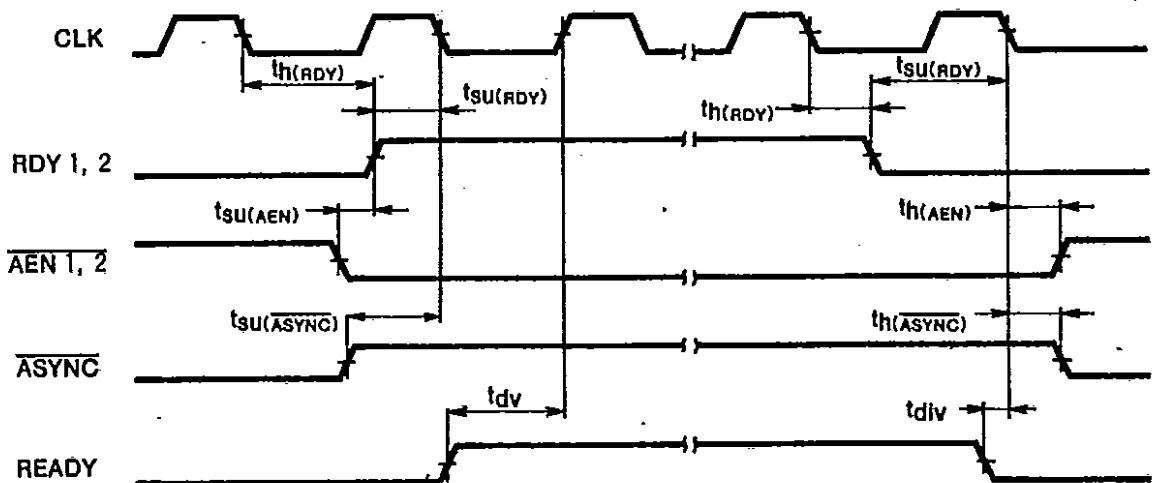 CLK
th(RDY)
tsu(RDY)
tsu(RDY)
th(RDY)
RDY 1, 2
tsu(AEN)
th(AEN)
AEN 1, 2
tsu(ASYNC)
th(ASYNC)
ASYNC
tdv
tdiv
READY